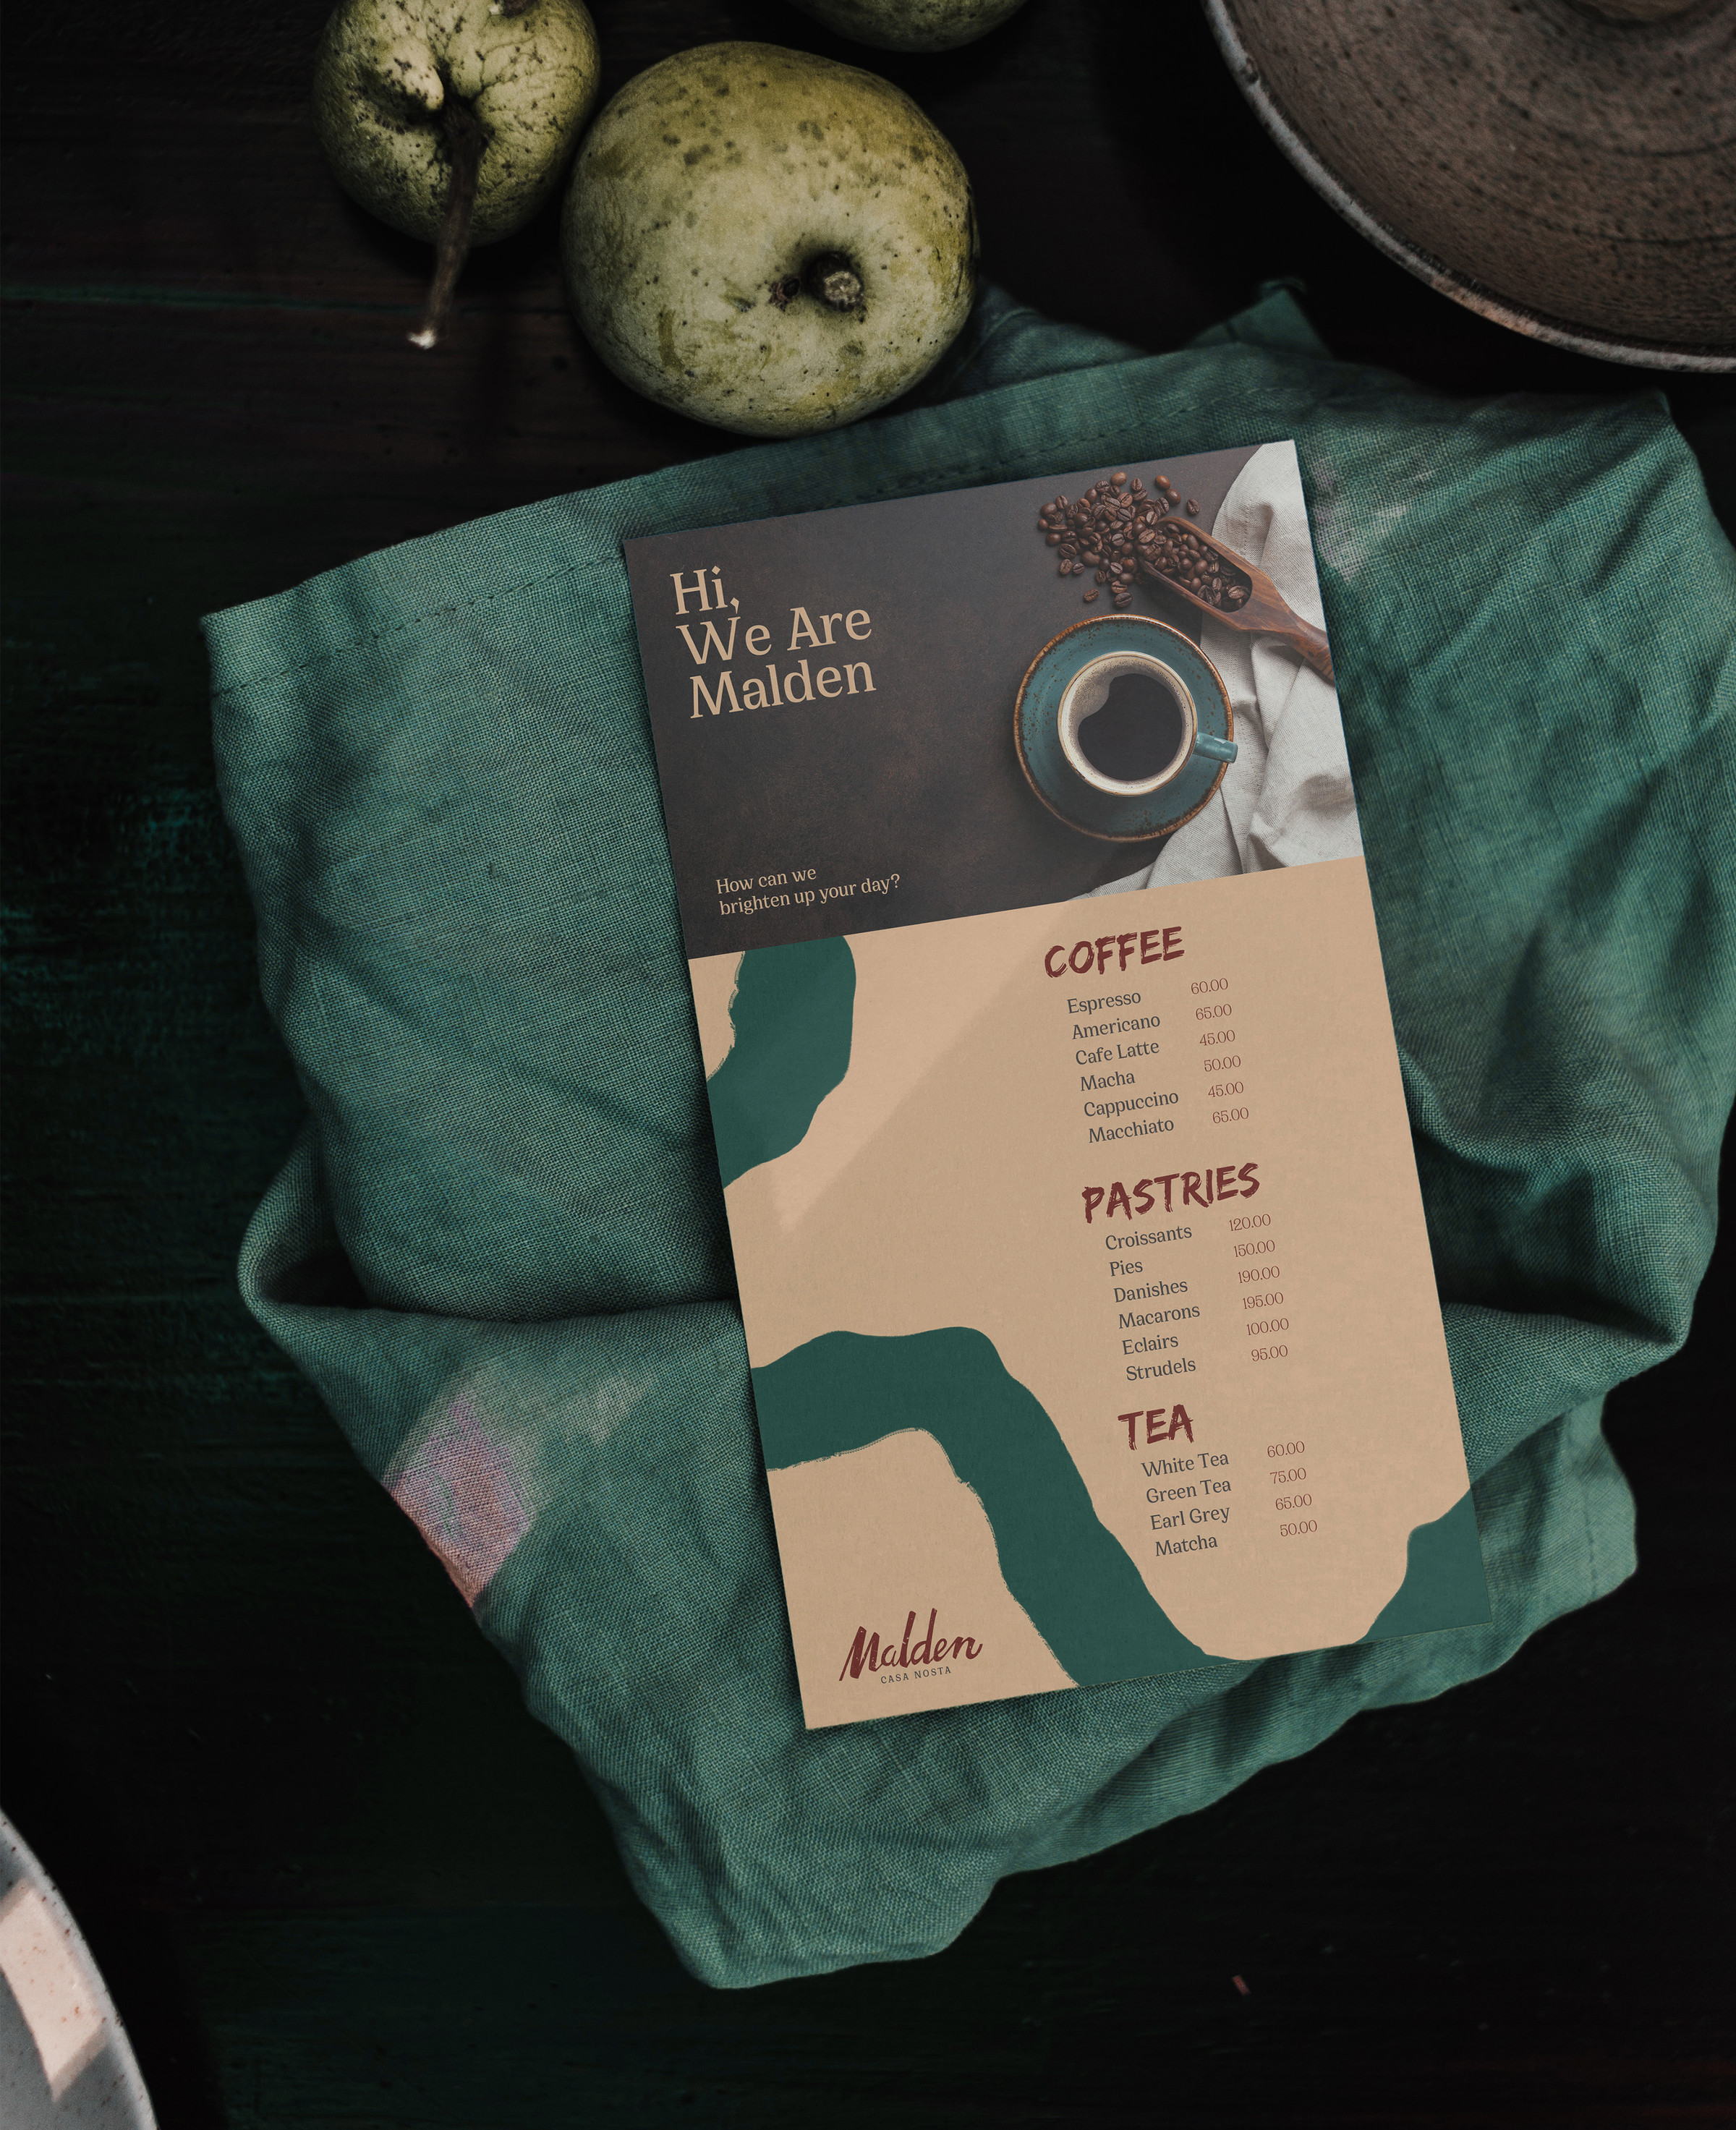 Hi,
We Are
Malden
How can we
brighten up your day?
COFFEE
Espresso 60.00
Americano 65.00
Cafe Latte 45.00
Macha 50.00
Cappuccino 45.00
Macchiato 65.00
PASTRIES
Croissants 120.00
Pies 150.00
Danishes 190.00
Macarons 195.00
Eclairs 100.00
Strudels 95.00
TEA
White Tea 60.00
Green Tea 75.00
Earl Grey 65.00
Matcha 50.00
Malden
CASA NOSTA